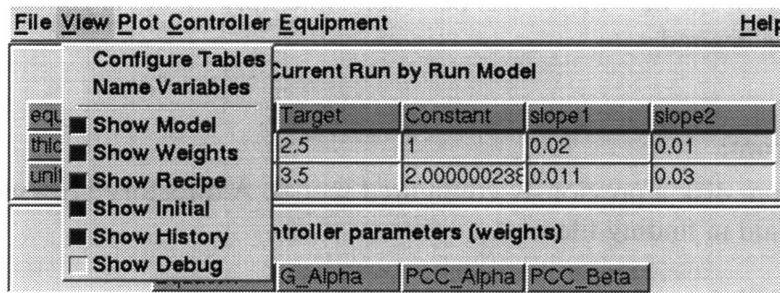 File View Plot Controller Equipment Help
Configure Tables
Name Variables
Current Run by Run Model
Target Constant slope1 slope2
Show Model
2.5 1 0.02 0.01
Show Weights
3.5 2.000000238 0.011 0.03
Show Recipe
Show Initial
Show History
Show Debug
parameters (weights)
G_Alpha PCC_Alpha PCC_Beta